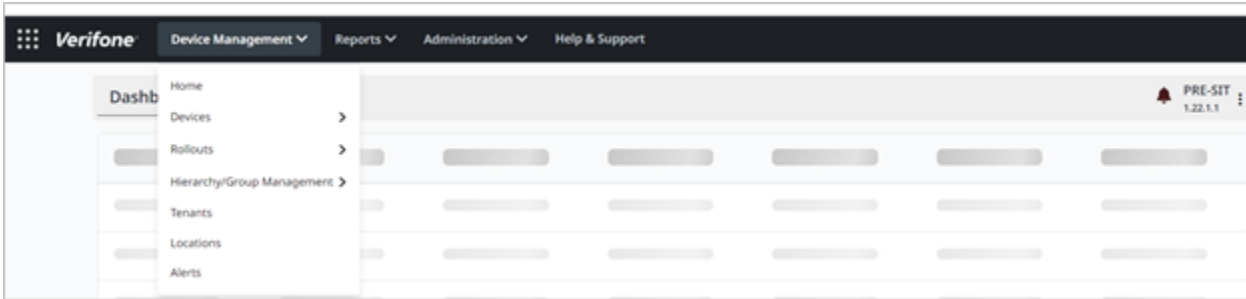 Verifone Device Management Reports Administration Help & Support
Home
Dashb
PRE-SIT
1.22.1.1
Devices
Rollouts
Hierarchy/Group Management
Tenants
Locations
Alerts